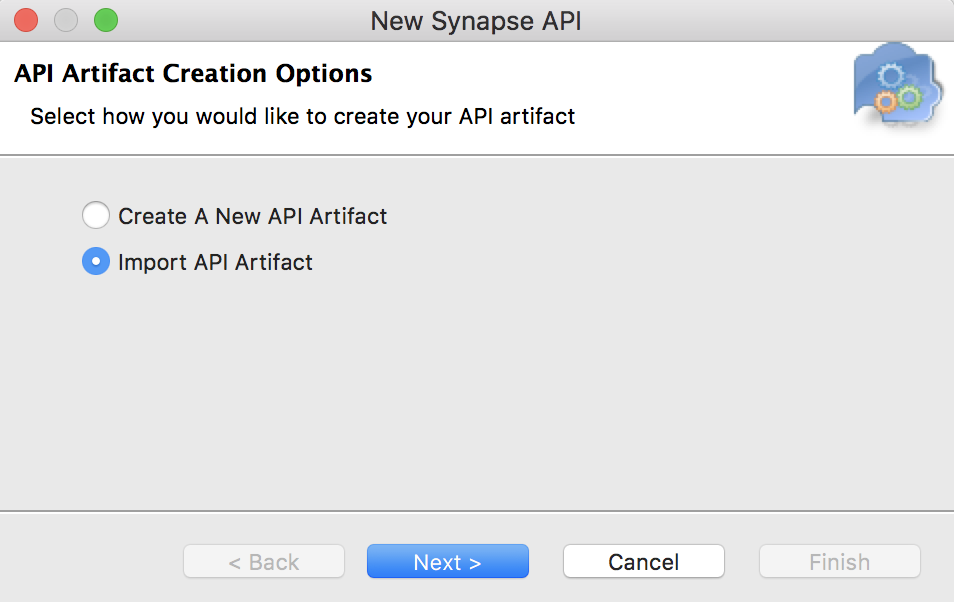 New Synapse API
API Artifact Creation Options
Select how you would like to create your API artifact
Create A New API Artifact
Import API Artifact
< Back Next > Cancel Finish